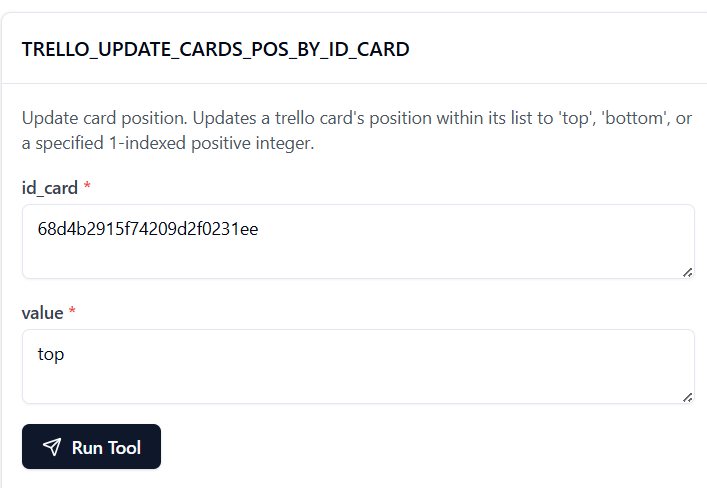 TRELLO_UPDATE_CARDS_POS_BY_ID_CARD
Update card position. Updates a trello card's position within its list to 'top', 'bottom', or
a specified 1-indexed positive integer.
id_card *
68d4b2915f74209d2f0231ee
value *
top
Run Tool